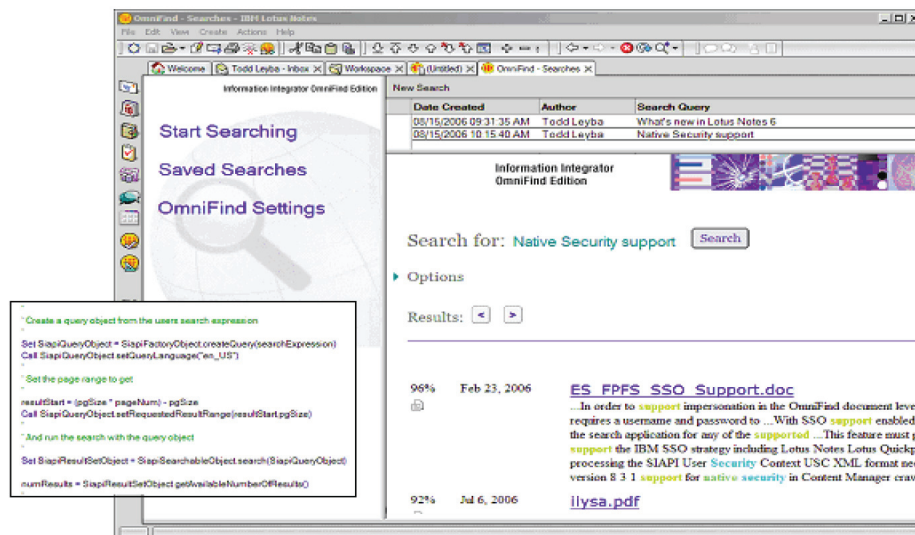 OmniFind - Searches - IBM Lotus Notes
File Edit View Create Actions Help
Welcome Todd Leyba - Inbox Workspace (Untitled) OmniFind - Searches
Information Integrator OmniFind Edition
Start Searching
Saved Searches
OmniFind Settings
New Search
Date Created Author Search Query
08/15/2006 09:31:35 AM Todd Leyba What's new in Lotus Notes 6
08/15/2006 10:15:40 AM Todd Leyba Native Security support
Information Integrator
OmniFind Edition
Search for: Native Security support Search
Options
Results: < >
96% Feb 23, 2006 ES_FPFS_SSO_Support.doc
...In order to support impersonation in the OmniFind document leve
requires a username and password to ...With SSO support enabled
the search application for any of the supported ...This feature must p
support the IBM SSO strategy including Lotus Notes Lotus Quickp
processing the SIAPI User Security Context USC XML format nee
version 8 3 1 support for native security in Content Manager craw
92% Jul 6, 2006 ilysa.pdf
'
' Create a query object from the users search expression
'
Set SiapiQueryObject = SiapiFactoryObject.createQuery(searchExpression)
Call SiapiQueryObject.setQueryLanguage("en_US")
'
' Set the page range to get
'
resultStart = (pgSize * pageNum) - pgSize
Call SiapiQueryObject.setRequestedResultRange(resultStart,pgSize)
'
' And run the search with the query object
'
Set SiapiResultSetObject = SiapiSearchableObject.search(SiapiQueryObject)
numResults = SiapiResultSetObject.getAvailableNumberOfResults()